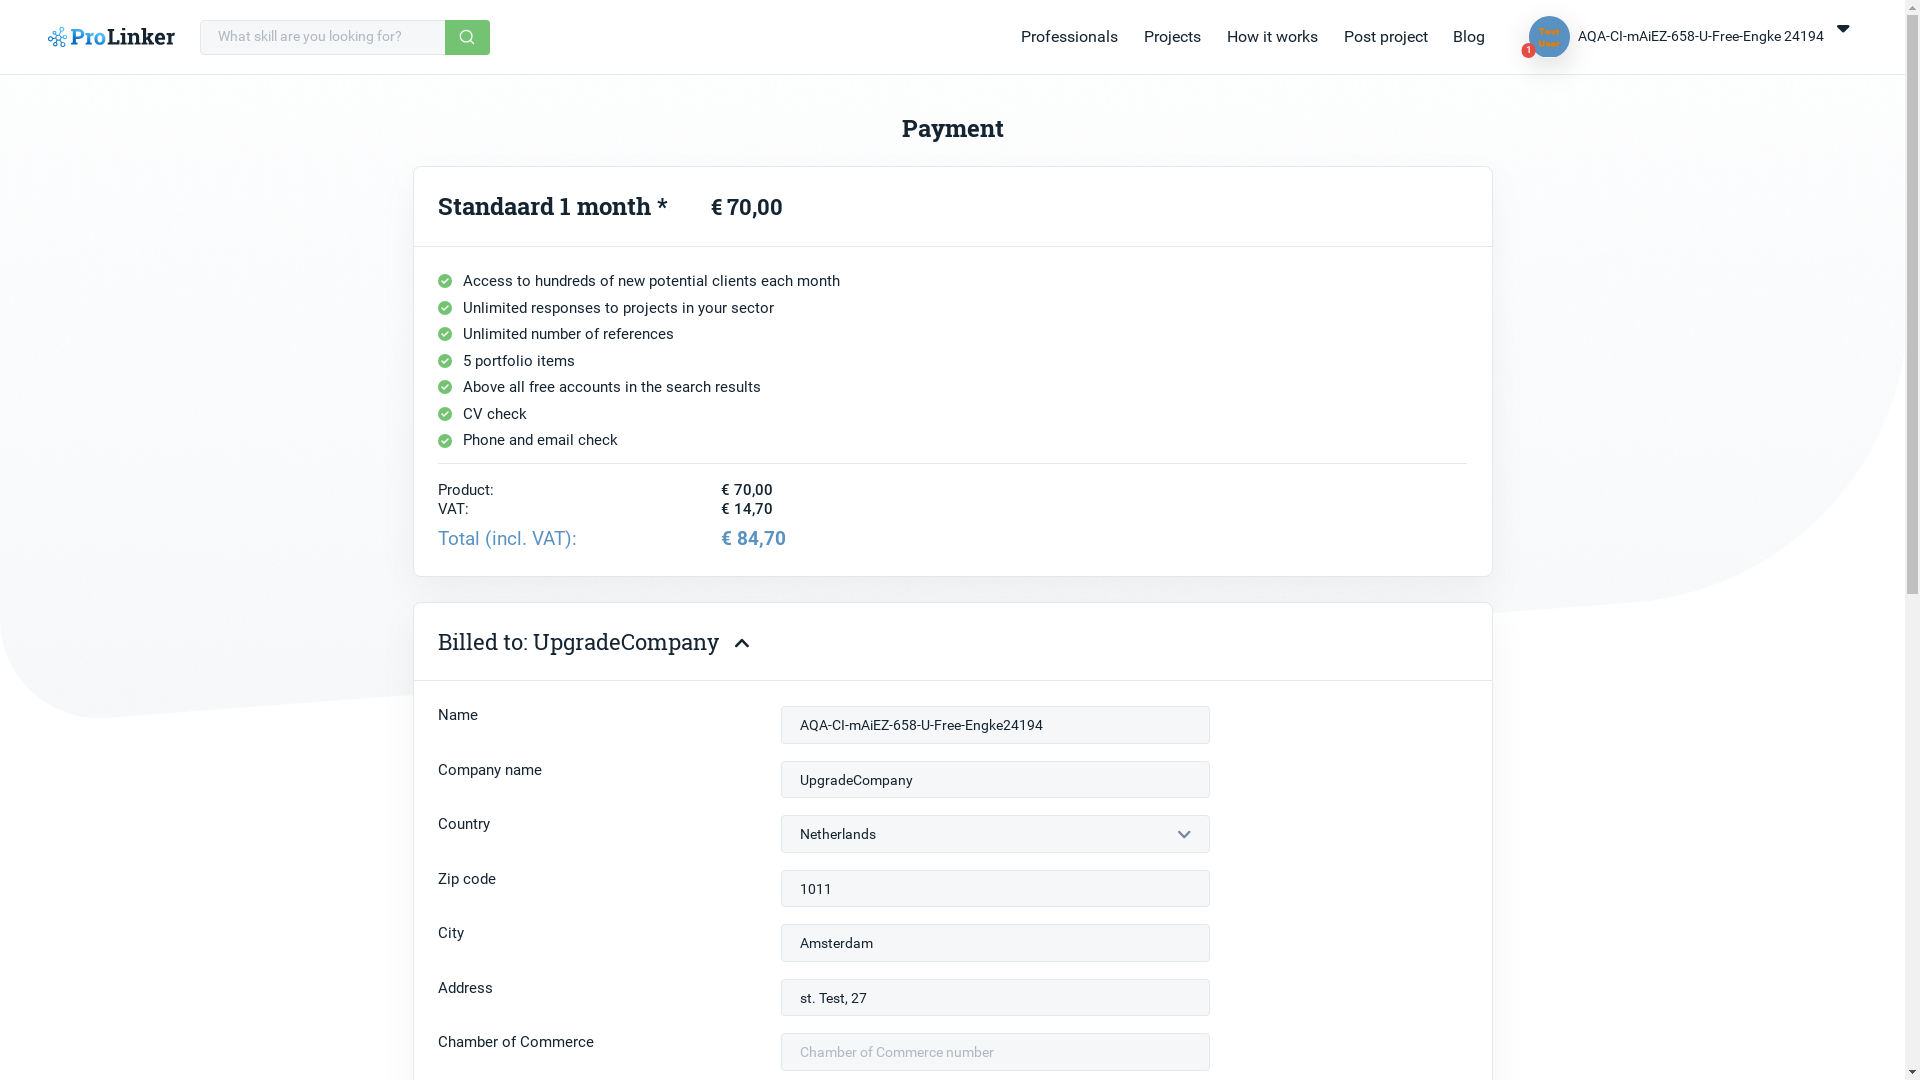 ProLinker
What skill are you looking for?
Professionals
Projects
How it works
Post project
Blog
1
Test
User
AQA-CI-mAiEZ-658-U-Free-Engke 24194
Payment
Standaard 1 month * € 70,00
Access to hundreds of new potential clients each month
Unlimited responses to projects in your sector
Unlimited number of references
5 portfolio items
Above all free accounts in the search results
CV check
Phone and email check
Product: € 70,00
VAT: € 14,70
Total (incl. VAT): € 84,70
Billed to: UpgradeCompany
Name AQA-CI-mAiEZ-658-U-Free-Engke24194
Company name UpgradeCompany
Country Netherlands
Zip code 1011
City Amsterdam
Address st. Test, 27
Chamber of Commerce Chamber of Commerce number